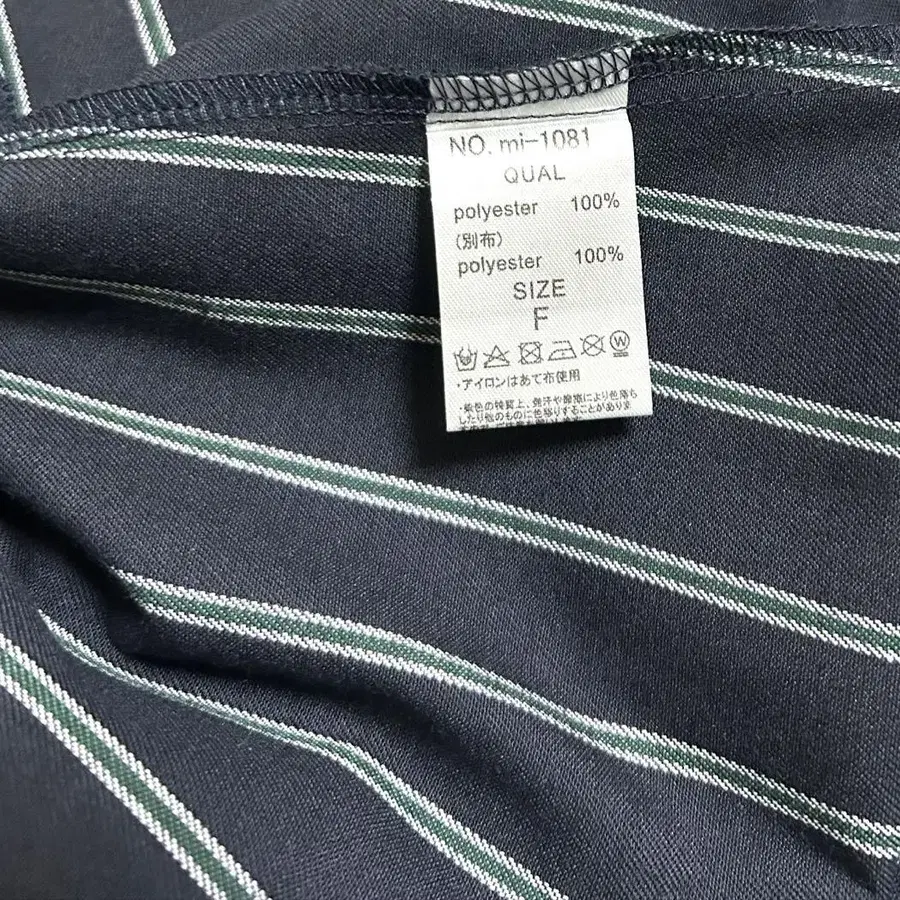 NO. mi-1081
QUAL
polyester 100%
(別布)
polyester 100%
SIZE
F
W
・アイロンはあて布使用
・染色の特質上、発汗や摩擦により色落ち
したり他のものに色移りすることがありま